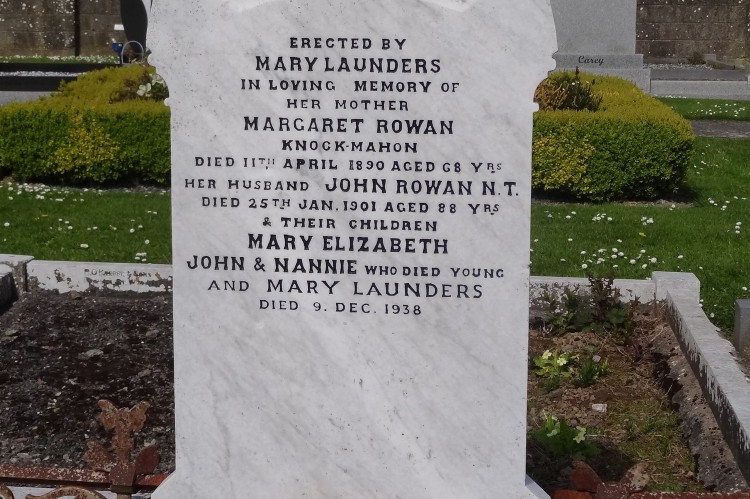 ERECTED BY
MARY LAUNDERS
IN LOVING MEMORY OF
HER MOTHER
MARGARET ROWAN
KNOCK-MAHON
DIED 11TH APRIL 1890 AGED 68 YRS
HER HUSBAND JOHN ROWAN N.T.
DIED 25TH JAN. 1901 AGED 88 YRS
& THEIR CHILDREN
MARY ELIZABETH
JOHN & NANNIE WHO DIED YOUNG
AND MARY LAUNDERS
DIED 9. DEC. 1938
Carey